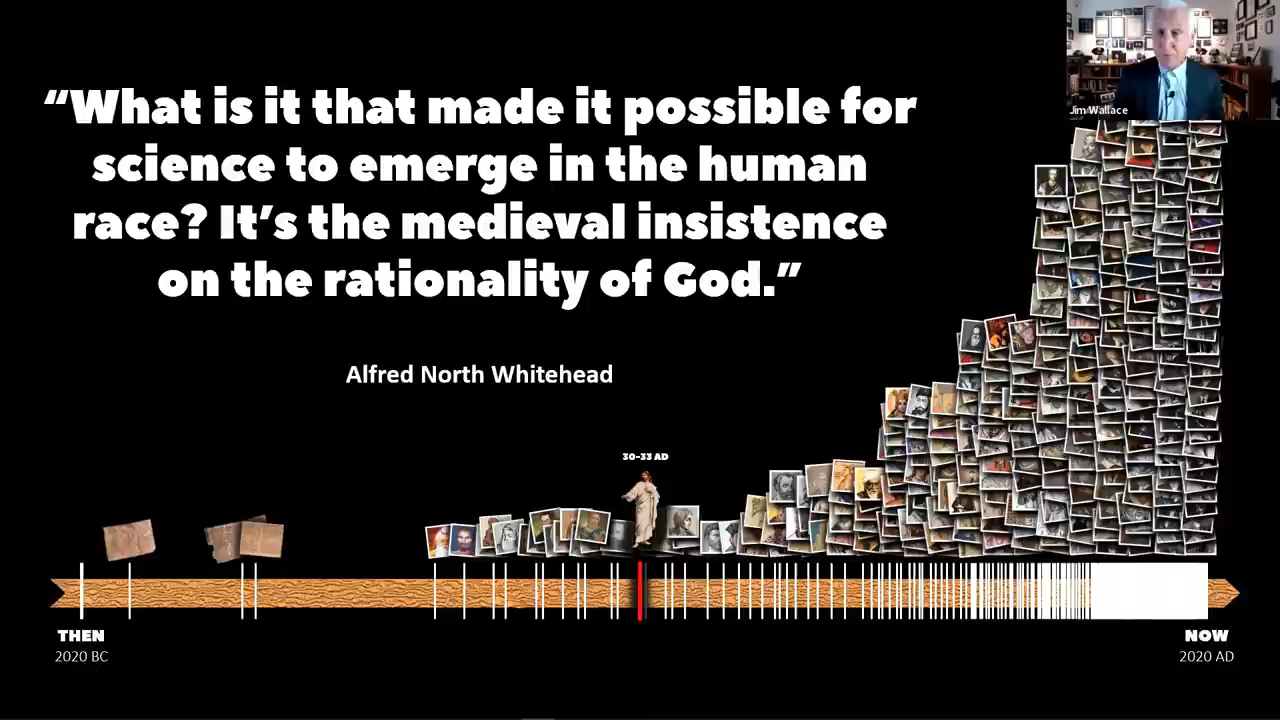 Jim Wallace
“What is it that made it possible for
science to emerge in the human
race? It’s the medieval insistence
on the rationality of God.”
Alfred North Whitehead
30-33 AD
THEN
2020 BC
NOW
2020 AD